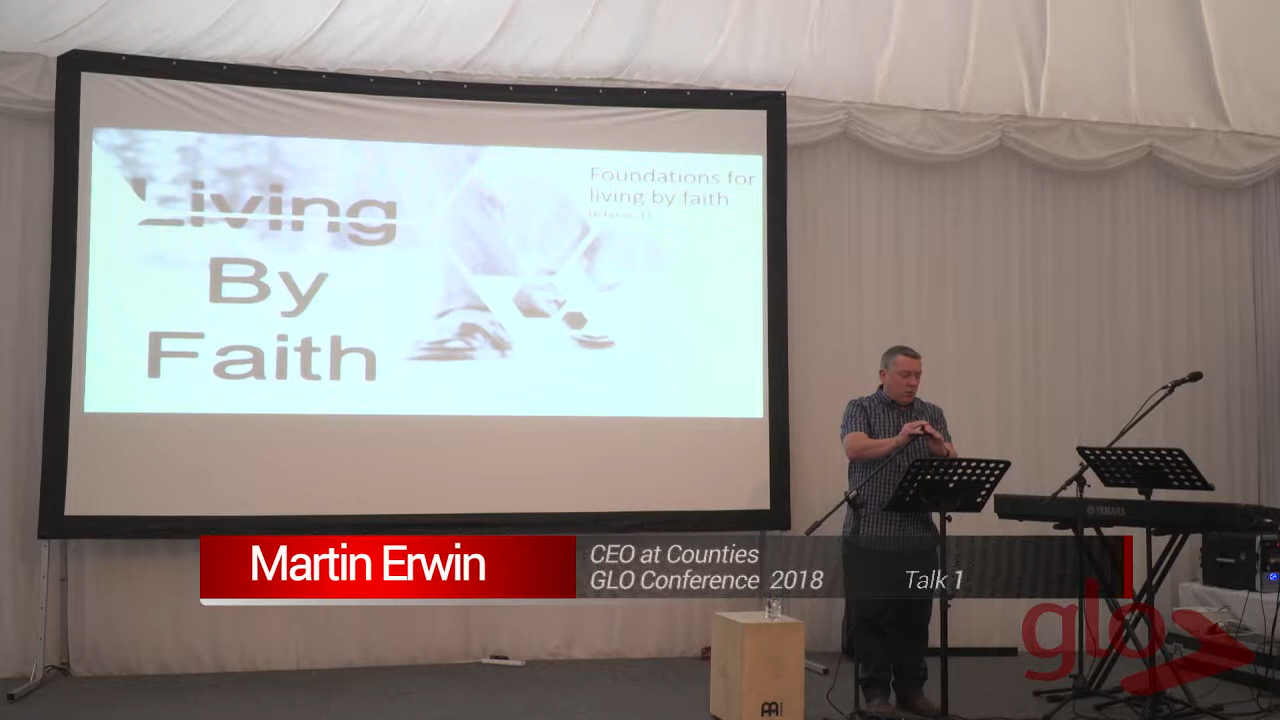 Living
By
Faith
Foundations for
living by faith
Martin Erwin
CEO at Counties
GLO Conference 2018
Talk 1
YAMAHA
glo